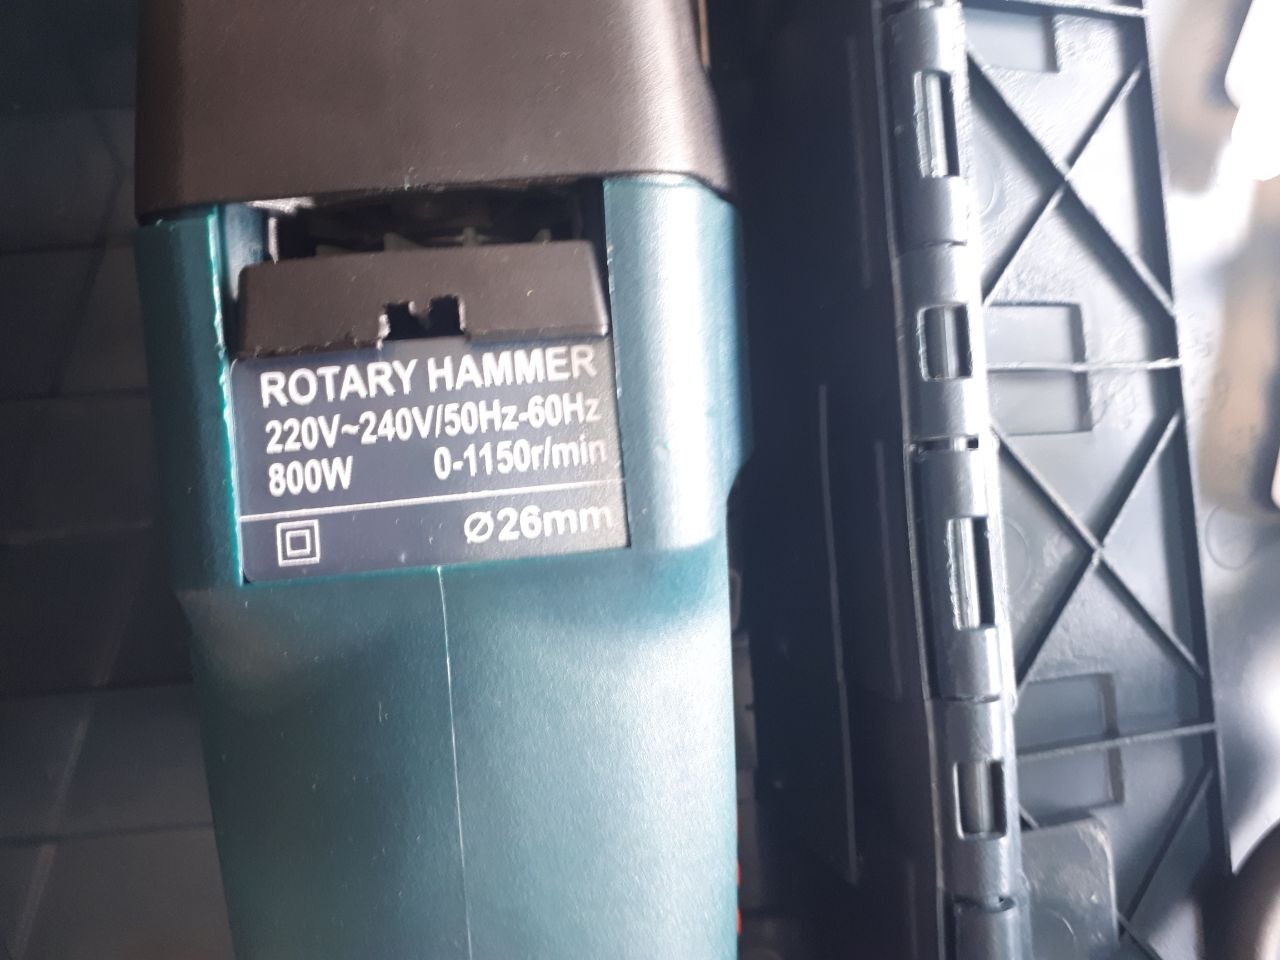 ROTARY HAMMER
220V~240V/50Hz-60Hz
800W 0-1150r/min
Ø26mm